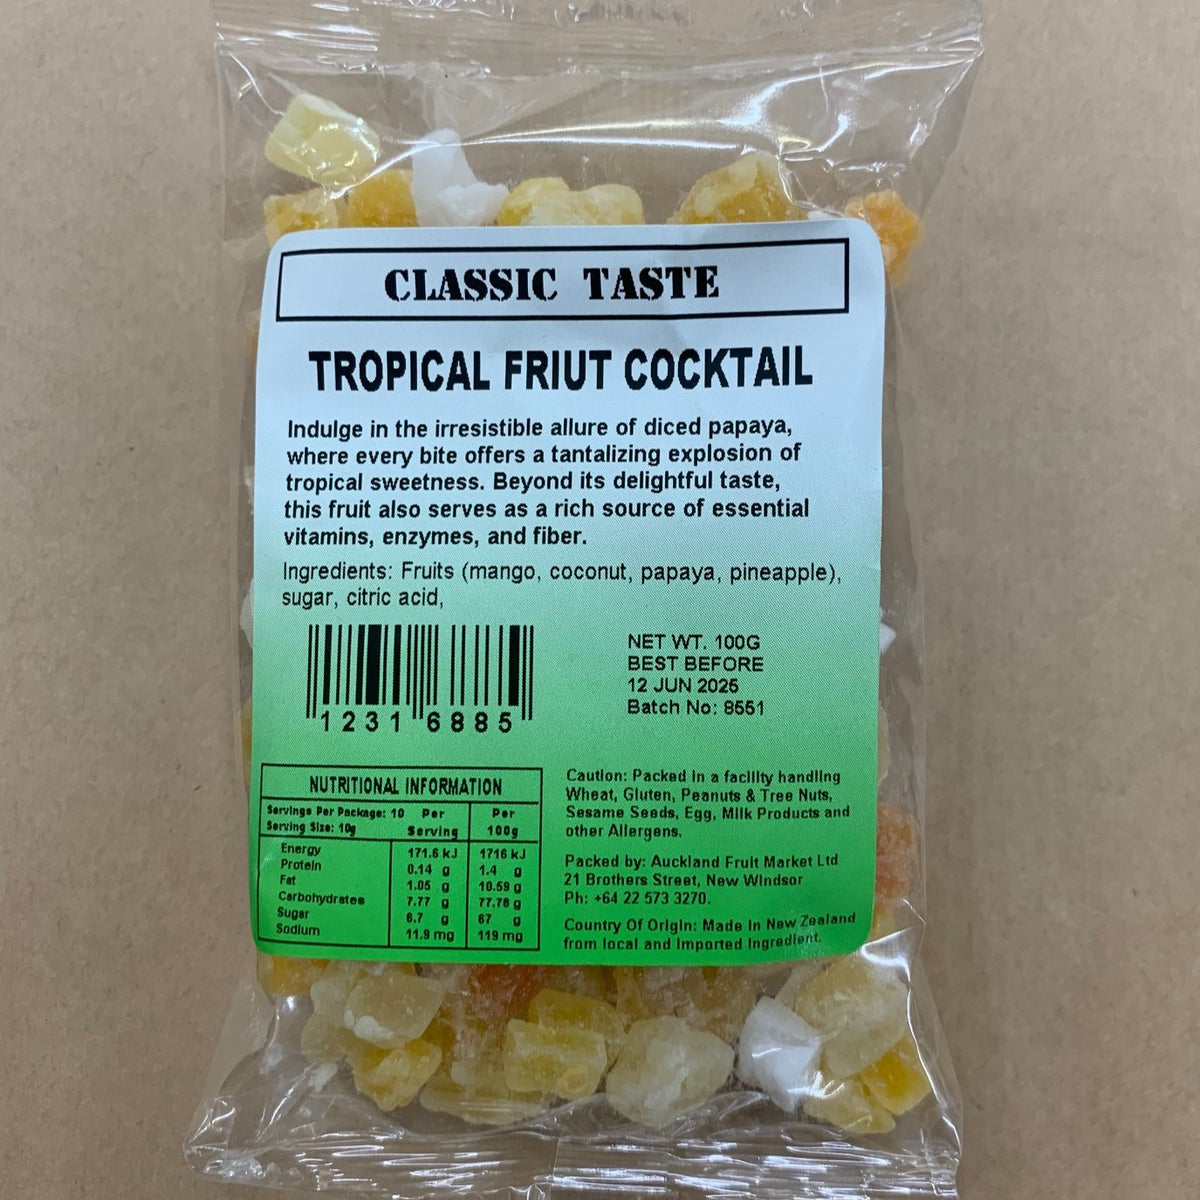 CLASSIC TASTE
TROPICAL FRIUT COCKTAIL
Indulge in the irresistible allure of diced papaya,
where every bite offers a tantalizing explosion of
tropical sweetness. Beyond its delightful taste,
this fruit also serves as a rich source of essential
vitamins, enzymes, and fiber.
Ingredients: Fruits (mango, coconut, papaya, pineapple),
sugar, citric acid,
1231 6885
NET WT. 100G
BEST BEFORE
12 JUN 2025
Batch No: 8551
NUTRITIONAL INFORMATION
Servings Per Package: 10 Per Per
Serving Size: 10g Serving 100g
Energy 171.6 kJ 1716 kJ
Protein 0.14 g 1.4 g
Fat 1.05 g 10.59 g
Carbohydrates 7.77 g 77.78 g
Sugar 6.7 g 67 g
Sodium 11.9 mg 119 mg
Caution: Packed in a facility handling
Wheat, Gluten, Peanuts & Tree Nuts,
Sesame Seeds, Egg, Milk Products and
other Allergens.
Packed by: Auckland Fruit Market Ltd
21 Brothers Street, New Windsor
Ph: +64 22 573 3270.
Country Of Origin: Made In New Zealand
from local and Imported Ingredient.